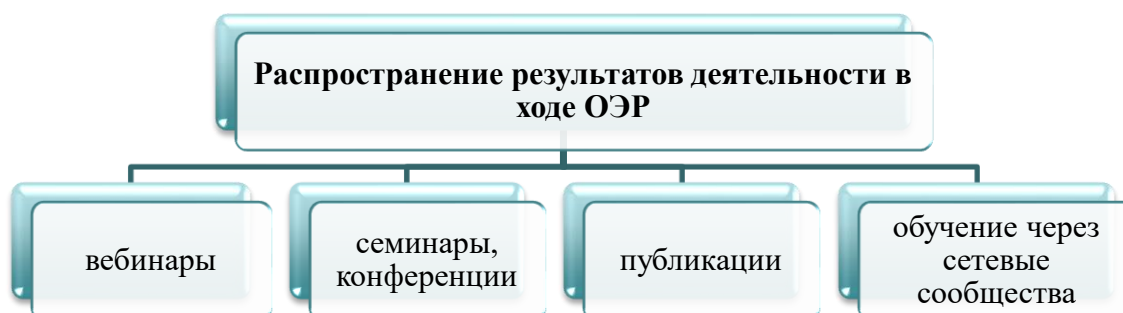 Распространение результатов деятельности в
ходе ОЭР
вебинары
семинары,
конференции
публикации
обучение через
сетевые
сообщества